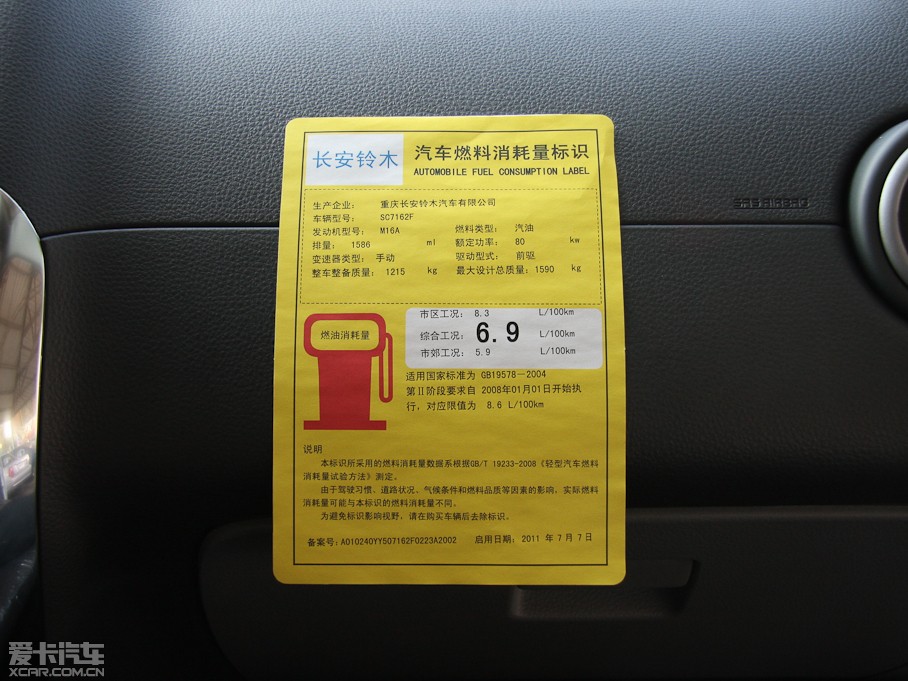 长安铃木
汽车燃料消耗量标识
AUTOMOBILE FUEL CONSUMPTION LABEL
生产企业: 重庆长安铃木汽车有限公司
车辆型号: SC7162F
发动机型号: M16A 燃料类型: 汽油
排量: 1586 ml 额定功率: 80 kw
变速器类型: 手动 驱动型式: 前驱
整车整备质量: 1215 kg 最大设计总质量: 1590 kg
燃油消耗量
市区工况: 8.3 L/100km
综合工况: 6.9 L/100km
市郊工况: 5.9 L/100km
适用国家标准为 GB19578—2004
第Ⅱ阶段要求自 2008年01月01日开始执
行, 对应限值为 8.6 L/100km
说明
本标识所采用的燃料消耗量数据系根据GB/T 19233-2008《轻型汽车燃料
消耗量试验方法》测定。
由于驾驶习惯、道路状况、气候条件和燃料品质等因素的影响, 实际燃料
消耗量可能与本标识的燃料消耗量不同。
为避免标识影响视野, 请在购买车辆后去除标识。
备案号: A010240YY507162F0223A2002 启用日期: 2011 年 7 月 7 日
SRS AIRBAG
爱卡汽车
XCAR.COM.CN